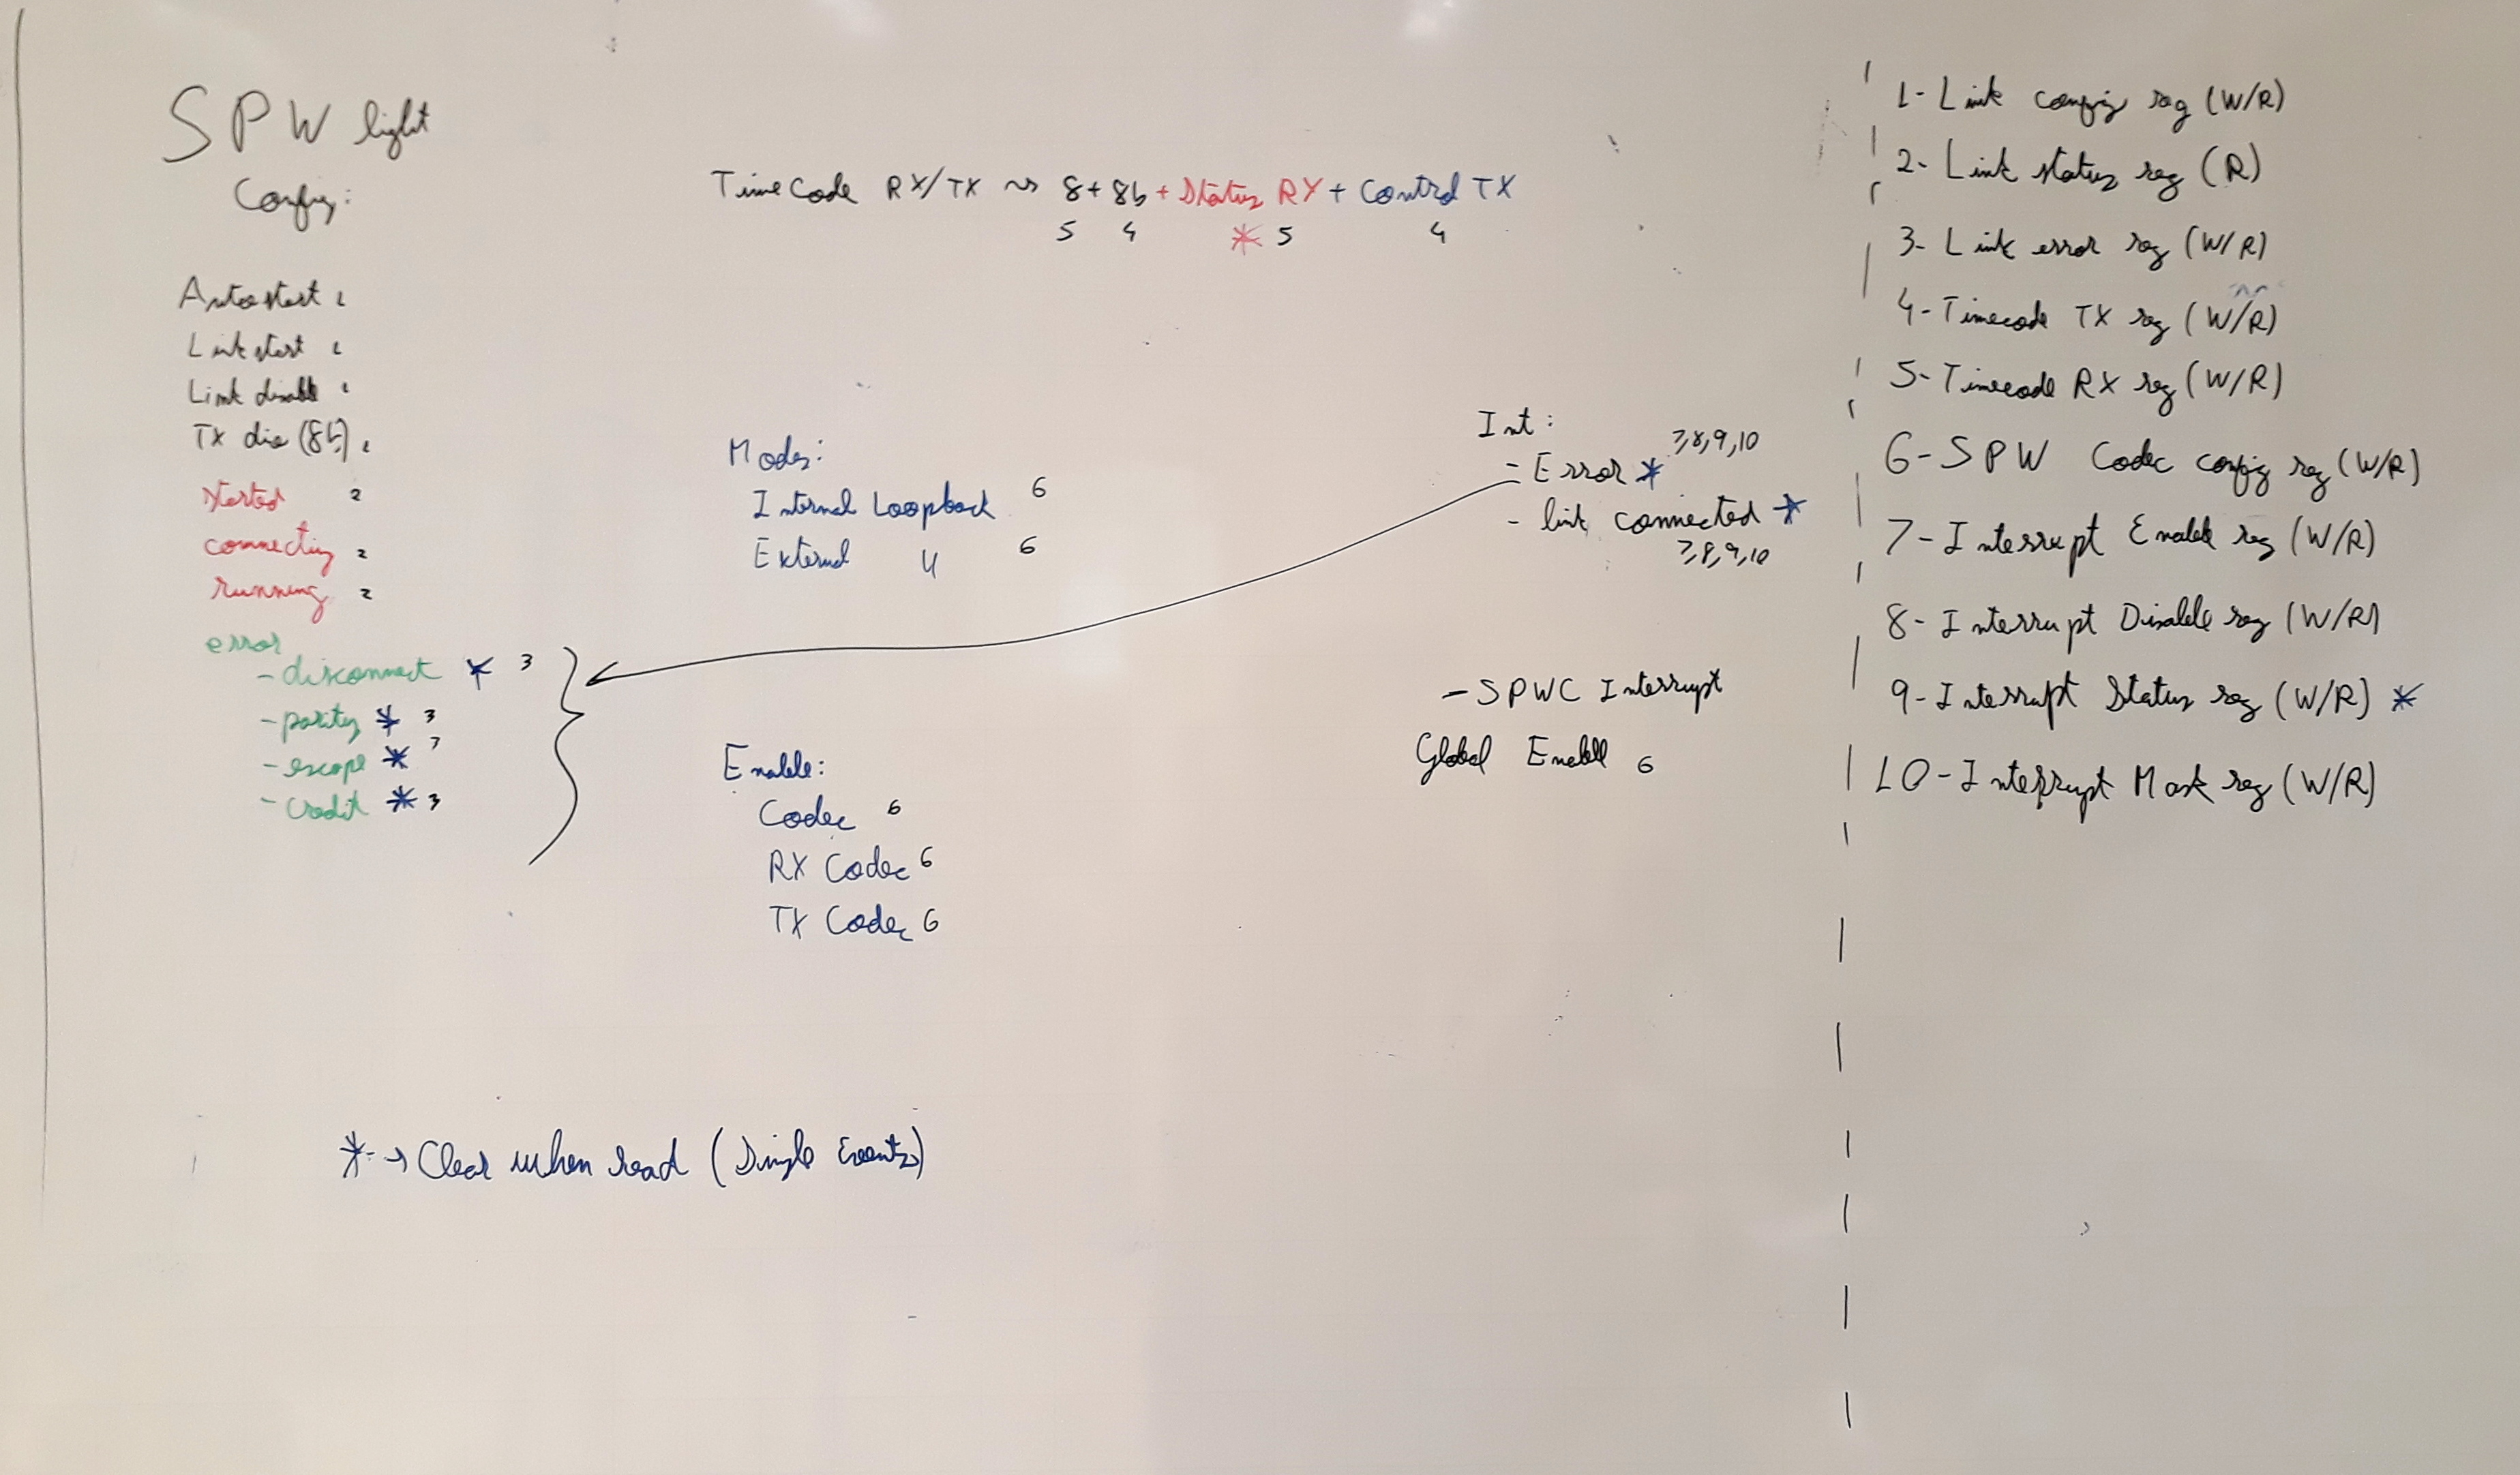 SPW light
Config:
Autostart 1
Linkstart 1
Link disable 1
TX div (8b) 1
started 2
connecting 2
running 2
error
- disconnect * 3
- parity * 3
- escape * 3
- credit * 3
TimeCode RX/TX ~> 8+8b + Status RX + Control TX
5 4 * 5 4
Modes:
Internal Loopback 6
External " 6
Enable:
Codec 6
RX Codec 6
TX Codec 6
Int:
- Error * 7,8,9,10
- link connected *
7,8,9,10
- SPWC Interrupt
Global Enable 6
* -> Clear when read (Single Events)
1- Link config reg (W/R)
2- Link status reg (R)
3- Link error reg (W/R)
4- Timecode TX reg (W/R)
5- Timecode RX reg (W/R)
6- SPW Codec config reg (W/R)
7- Interrupt Enable reg (W/R)
8- Interrupt Disable reg (W/R)
9- Interrupt Status reg (W/R) *
10- Interrupt Mask reg (W/R)